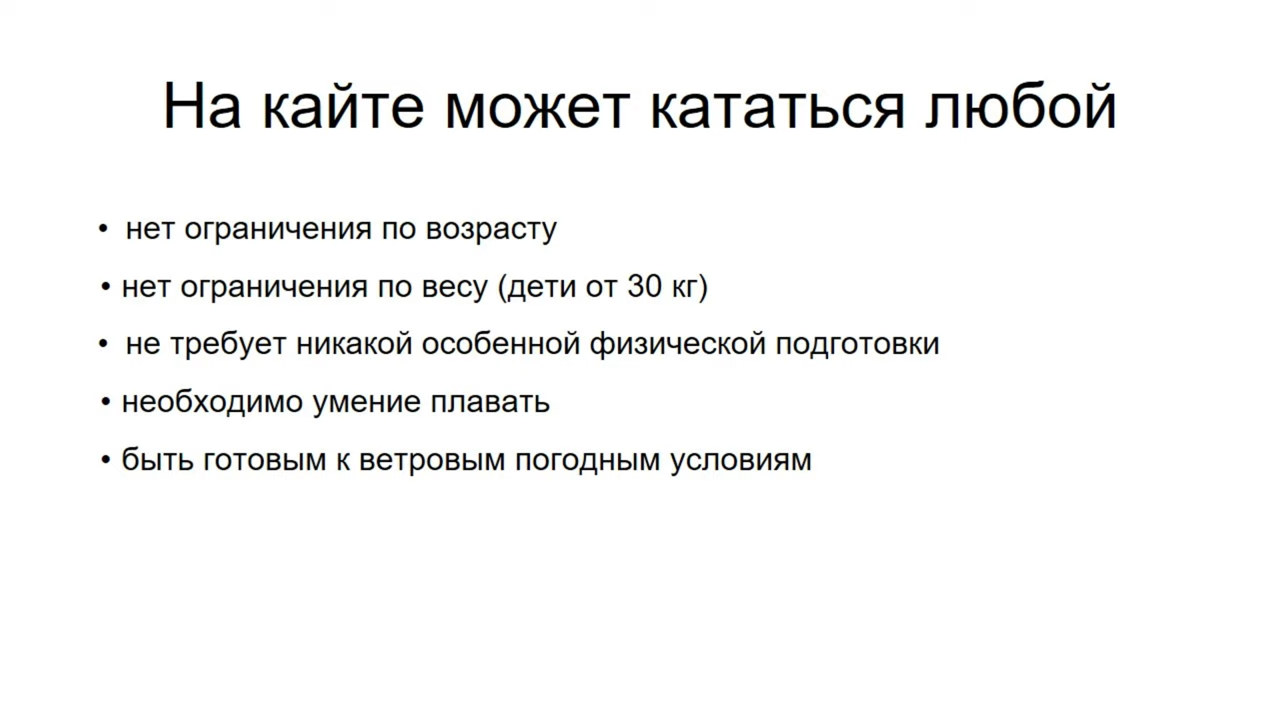 На кайте может кататься любой
• нет ограничения по возрасту
• нет ограничения по весу (дети от 30 кг)
• не требует никакой особенной физической подготовки
• необходимо умение плавать
• быть готовым к ветровым погодным условиям